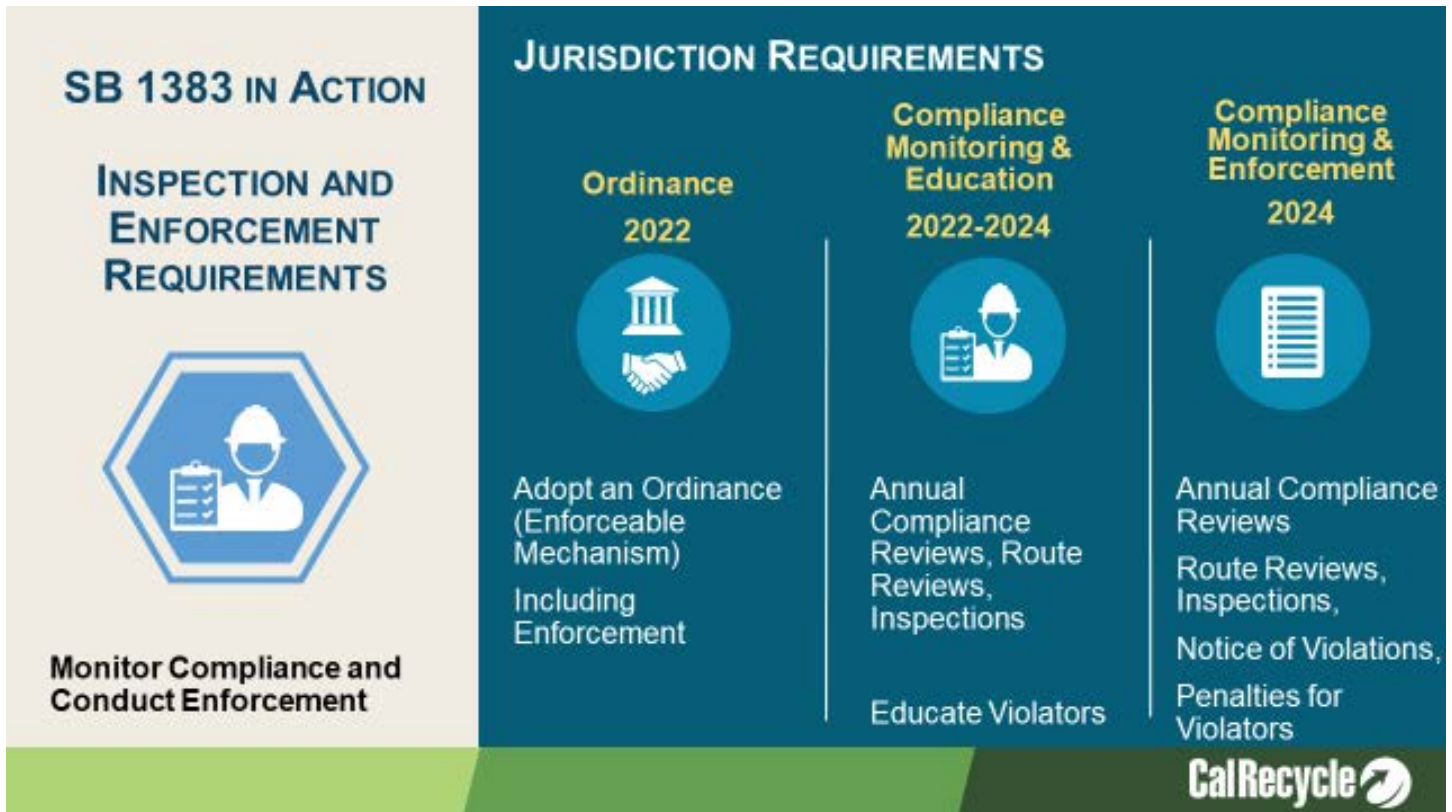 SB 1383 IN ACTION
INSPECTION AND
ENFORCEMENT
REQUIREMENTS
Monitor Compliance and
Conduct Enforcement
JURISDICTION REQUIREMENTS
Ordinance
2022
Adopt an Ordinance
(Enforceable
Mechanism)
Including
Enforcement
Compliance
Monitoring &
Education
2022-2024
Annual
Compliance
Reviews, Route
Reviews,
Inspections
Educate Violators
Compliance
Monitoring &
Enforcement
2024
Annual Compliance
Reviews
Route Reviews,
Inspections,
Notice of Violations,
Penalties for
Violators
CalRecycle